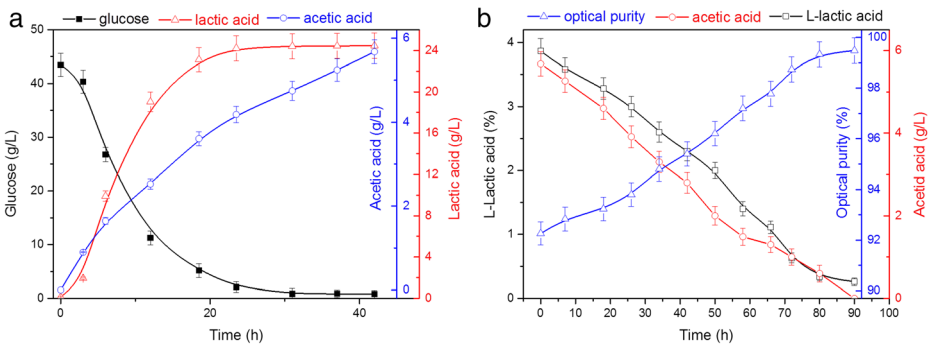 a
glucose
lactic acid
acetic acid
50
40
30
20
10
0
Glucose (g/L)
0
20
40
Time (h)
6
4
2
0
Acetic acid (g/L)
24
20
16
12
8
4
0
Lactic acid (g/L)
b
optical purity
acetic acid
L-lactic acid
4
3
2
1
0
L-Lactic acid (%)
0 10 20 30 40 50 60 70 80 90 100
Time (h)
100
98
96
94
92
90
Optical purity (%)
6
4
2
0
Acetid acid (g/L)